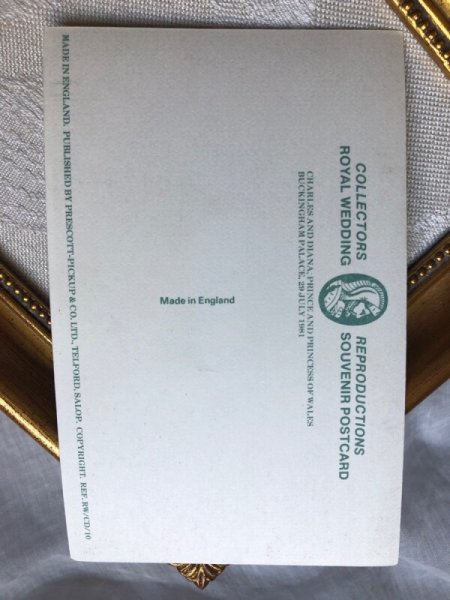 COLLECTORS REPRODUCTIONS
ROYAL WEDDING SOUVENIR POSTCARD
CHARLES AND DIANA, PRINCE AND PRINCESS OF WALES
BUCKINGHAM PALACE, 29 JULY 1981
Made in England
MADE IN ENGLAND. PUBLISHED BY PRESCOTT-PICKUP & CO. LTD., TELFORD, SALOP. COPYRIGHT. REF. RW/CD/10